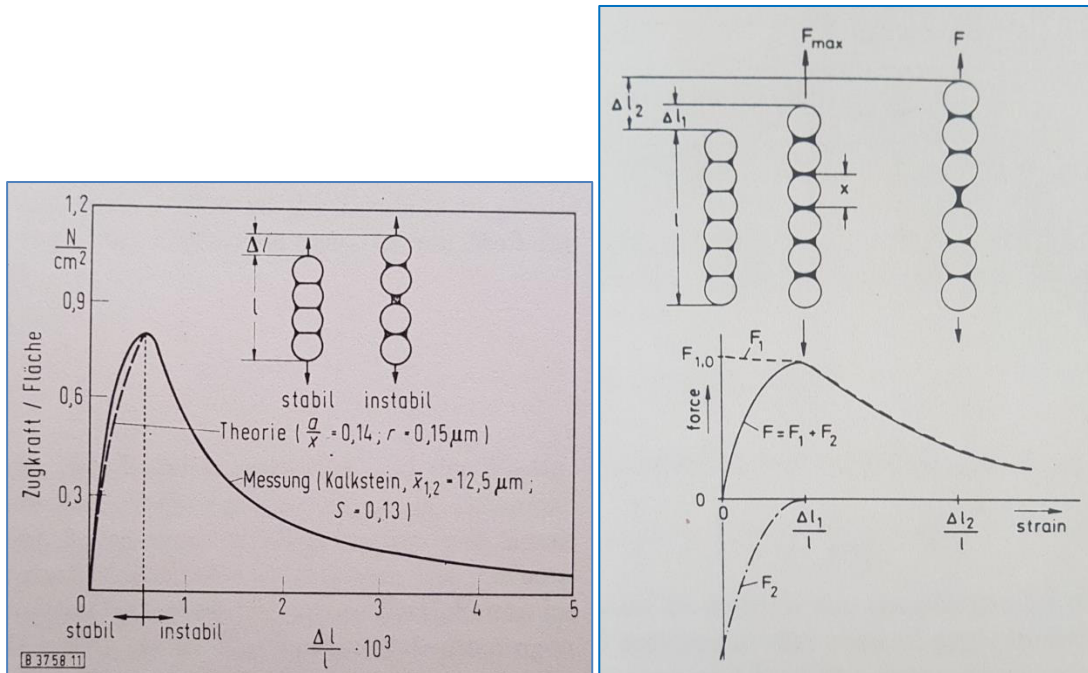 1,2
N
cm²
0,9
0,6
0,3
0
Zugkraft / Fläche
Δl
l
stabil
instabil
Theorie ( a/x = 0,14 ; r = 0,15 µm )
Messung ( Kalkstein, x̄₁,₂ = 12,5 µm ;
S = 0,13 )
0 1 2 3 4 5
stabil instabil
Δl/l · 10³
B 3758 11
Fmax
F
Δl₂
Δl₁
l
x
F₁,₀
F₁
force
F = F₁ + F₂
0
0
Δl₁/l
Δl₂/l
strain
F₂